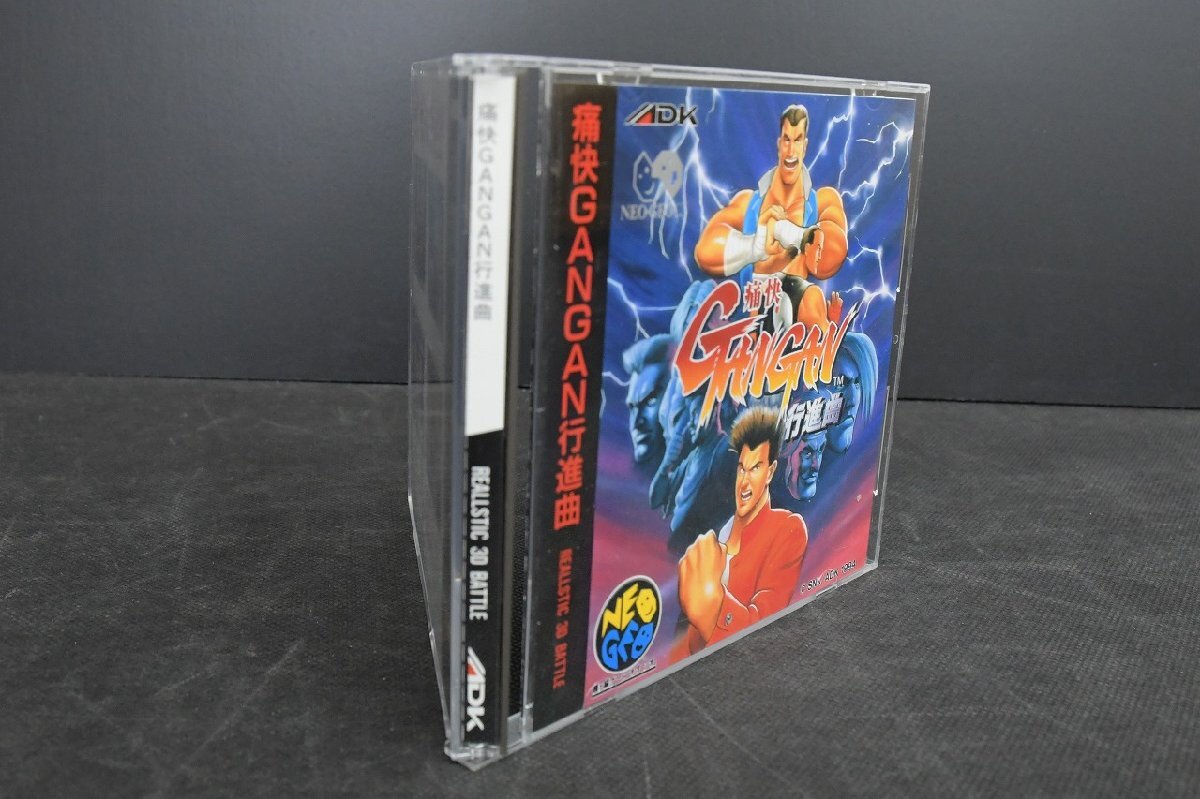 痛快GANGAN行進曲
REALLSTIC 3D BATTLE
ADK
痛快GANGAN行進曲
REALLSTIC 3D BATTLE
ADK
NEO-GEO
痛快
GANGAN
TM
行進曲
NEO
GEO
© SNK / ADK 1994